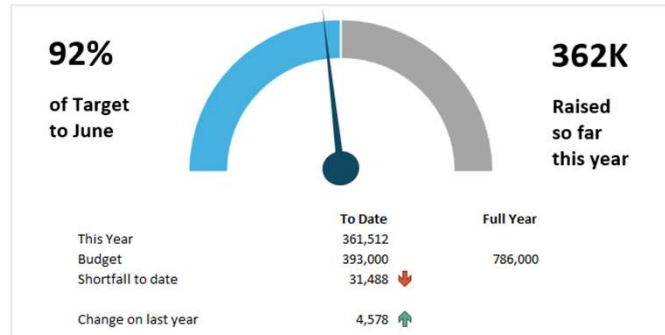 92%
of Target
to June
362K
Raised
so far
this year
To Date Full Year
This Year 361,512
Budget 393,000 786,000
Shortfall to date 31,488
Change on last year 4,578